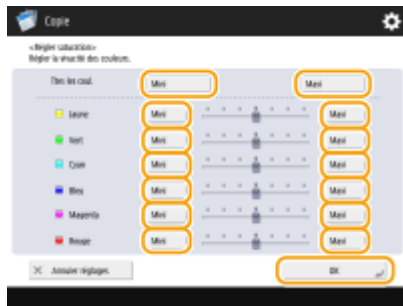 Copie
<Régler saturation>
Régler la vivacité des couleurs.
Ttes les coul. Mini Maxi
Jaune Mini Maxi
Vert Mini Maxi
Cyan Mini Maxi
Bleu Mini Maxi
Magenta Mini Maxi
Rouge Mini Maxi
Annuler réglages OK